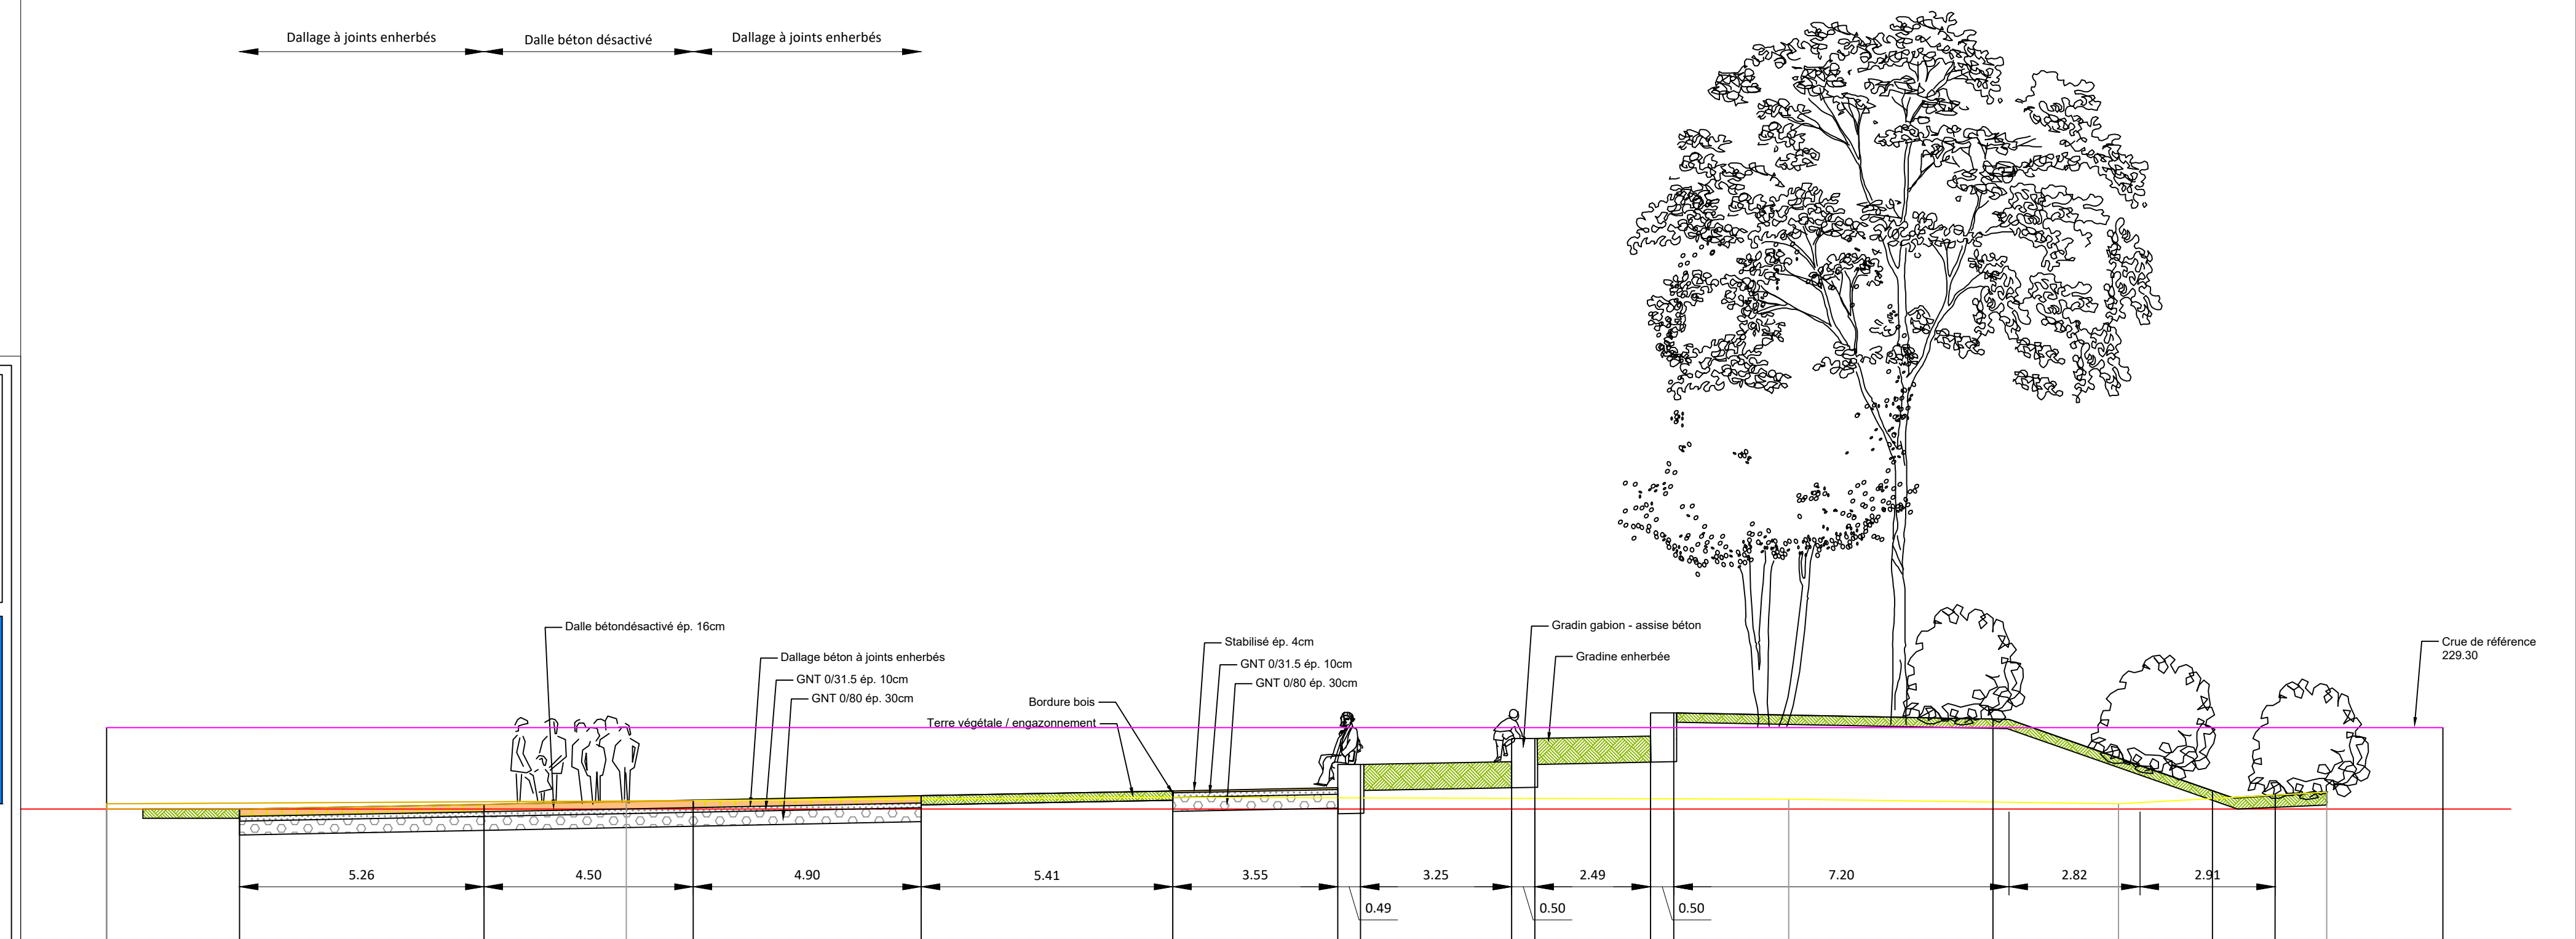 Dallage à joints enherbés
Dalle béton désactivé
Dallage à joints enherbés
Dalle bétondésactivé ép. 16cm
Dallage béton à joints enherbés
GNT 0/31.5 ép. 10cm
GNT 0/80 ép. 30cm
Bordure bois
Terre végétale / engazonnement
Stabilisé ép. 4cm
GNT 0/31.5 ép. 10cm
GNT 0/80 ép. 30cm
Gradin gabion - assise béton
Gradine enherbée
Crue de référence
229.30
5.26
4.50
4.90
5.41
3.55
0.49
3.25
0.50
2.49
0.50
7.20
2.82
2.91